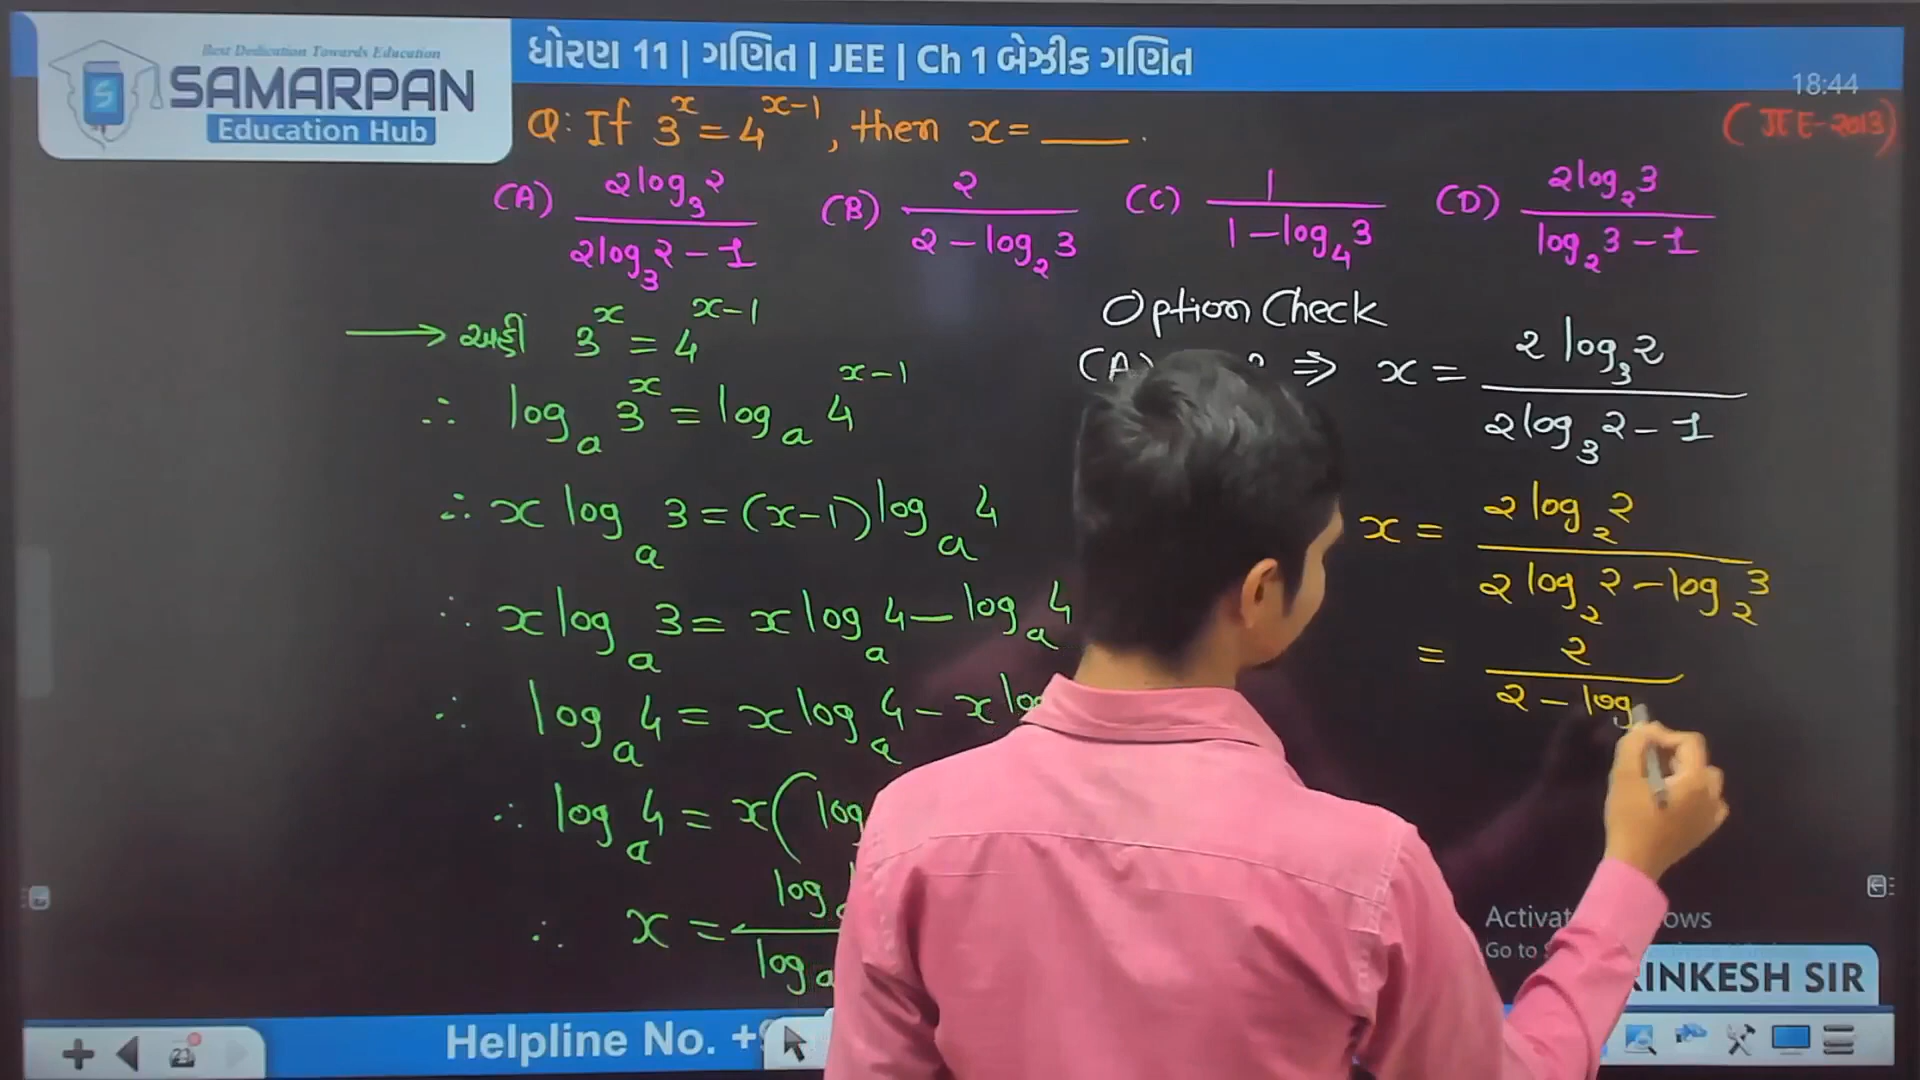 Best Dedication Towards Education
SAMARPAN
Education Hub
ધોરણ 11 | ગણિત | JEE | Ch 1 બેઝીક ગણિત
18:44
Q: If 3^x = 4^(x-1), then x = ____.
(JEE-2013)
(A) 2log₃2 / (2log₃2 - 1)
(B) 2 / (2 - log₂3)
(C) 1 / (1 - log₄3)
(D) 2log₂3 / (log₂3 - 1)
→ અહીં 3^x = 4^(x-1)
∴ logₐ 3^x = logₐ 4^(x-1)
∴ x logₐ 3 = (x-1) logₐ 4
∴ x logₐ 3 = x logₐ 4 - logₐ 4
∴ logₐ 4 = x logₐ 4 - x log
∴ logₐ 4 = x( log
∴ x = log / logₐ
Option Check
(A) ⇒ x = 2 log₃2 / (2log₃2 - 1)
x = 2 log₂2 / (2 log₂2 - log₂3)
= 2 / (2 - log
Go to
RINKESH SIR
Helpline No. +